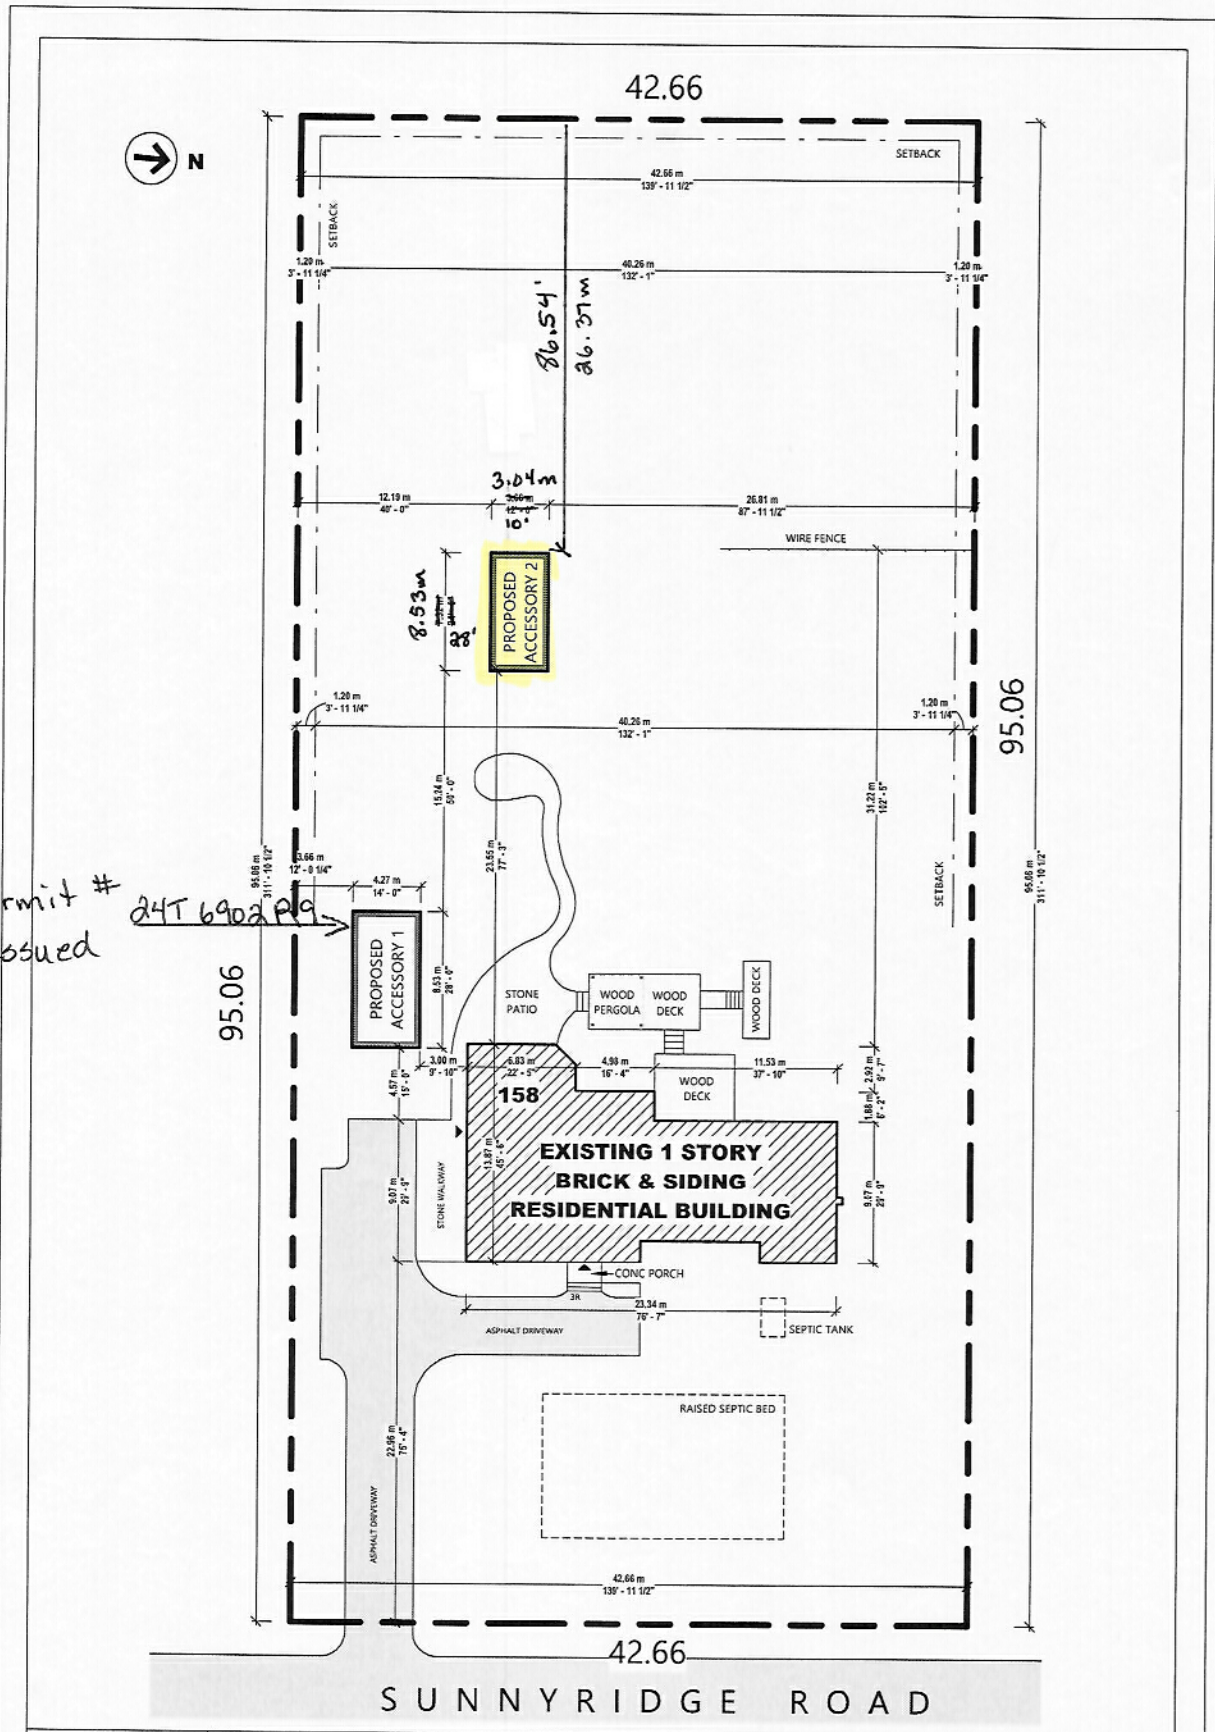 42.66
N
SETBACK
42.66 m
139' - 11 1/2"
SETBACK
1.20 m
3' - 11 1/4"
40.26 m
132' - 1"
1.20 m
3' - 11 1/4"
86.54'
26.37m
3.04m
12.19 m
40' - 0"
3.66m
12'-0"
10'
26.81 m
87' - 11 1/2"
WIRE FENCE
8.53m
28'
PROPOSED
ACCESSORY 2
1.20 m
3' - 11 1/4"
40.26 m
132' - 1"
1.20 m
3' - 11 1/4"
95.06
15.24 m
50' - 0"
31.22 m
102' - 5"
23.55 m
77' - 3"
95.06 m
311' - 10 1/2"
3.66 m
12' - 0 1/4"
4.27 m
14' - 0"
SETBACK
95.06 m
311' - 10 1/2"
rmit #
ssued
PROPOSED
ACCESSORY 1
8.53 m
28' - 0"
95.06
STONE
PATIO
WOOD
PERGOLA
WOOD
DECK
WOOD DECK
3.00 m
9' - 10"
6.83 m
22' - 5"
4.98 m
16' - 4"
11.53 m
37' - 10"
2.92 m
9' - 7"
4.57 m
15' - 0"
WOOD
DECK
1.88 m
6' - 2"
158
EXISTING 1 STORY
BRICK & SIDING
RESIDENTIAL BUILDING
13.87 m
45' - 6"
9.07 m
29' - 9"
STONE WALKWAY
9.07 m
29' - 9"
CONC PORCH
3R
23.34 m
76' - 7"
ASPHALT DRIVEWAY
SEPTIC TANK
RAISED SEPTIC BED
22.96 m
75' - 4"
ASPHALT DRIVEWAY
42.66 m
139' - 11 1/2"
42.66
SUNNYRIDGE ROAD